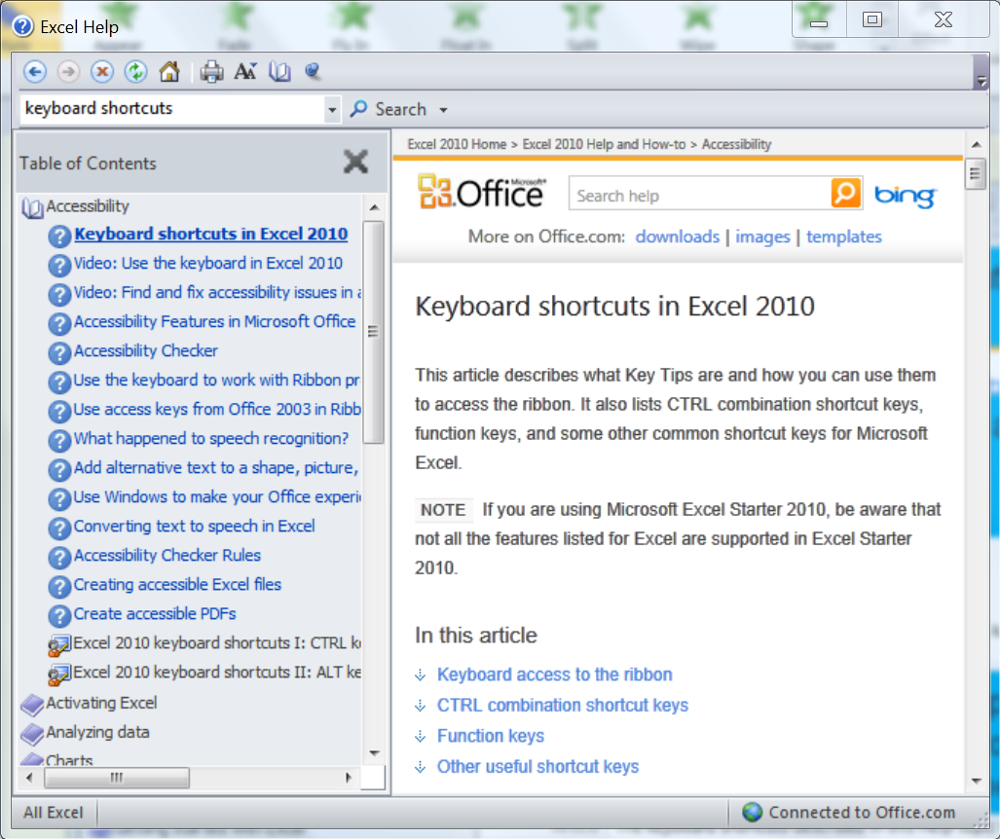 Excel Help
keyboard shortcuts
Search
Table of Contents
Accessibility
Keyboard shortcuts in Excel 2010
Video: Use the keyboard in Excel 2010
Video: Find and fix accessibility issues in a
Accessibility Features in Microsoft Office
Accessibility Checker
Use the keyboard to work with Ribbon pr
Use access keys from Office 2003 in Ribb
What happened to speech recognition?
Add alternative text to a shape, picture,
Use Windows to make your Office experi
Converting text to speech in Excel
Accessibility Checker Rules
Creating accessible Excel files
Create accessible PDFs
Excel 2010 keyboard shortcuts I: CTRL k
Excel 2010 keyboard shortcuts II: ALT ke
Activating Excel
Analyzing data
Charts
Excel 2010 Home > Excel 2010 Help and How-to > Accessibility
Microsoft®
Office
Search help
bing
More on Office.com: downloads | images | templates
Keyboard shortcuts in Excel 2010
This article describes what Key Tips are and how you can use them
to access the ribbon. It also lists CTRL combination shortcut keys,
function keys, and some other common shortcut keys for Microsoft
Excel.
NOTE If you are using Microsoft Excel Starter 2010, be aware that
not all the features listed for Excel are supported in Excel Starter
2010.
In this article
Keyboard access to the ribbon
CTRL combination shortcut keys
Function keys
Other useful shortcut keys
All Excel
Connected to Office.com